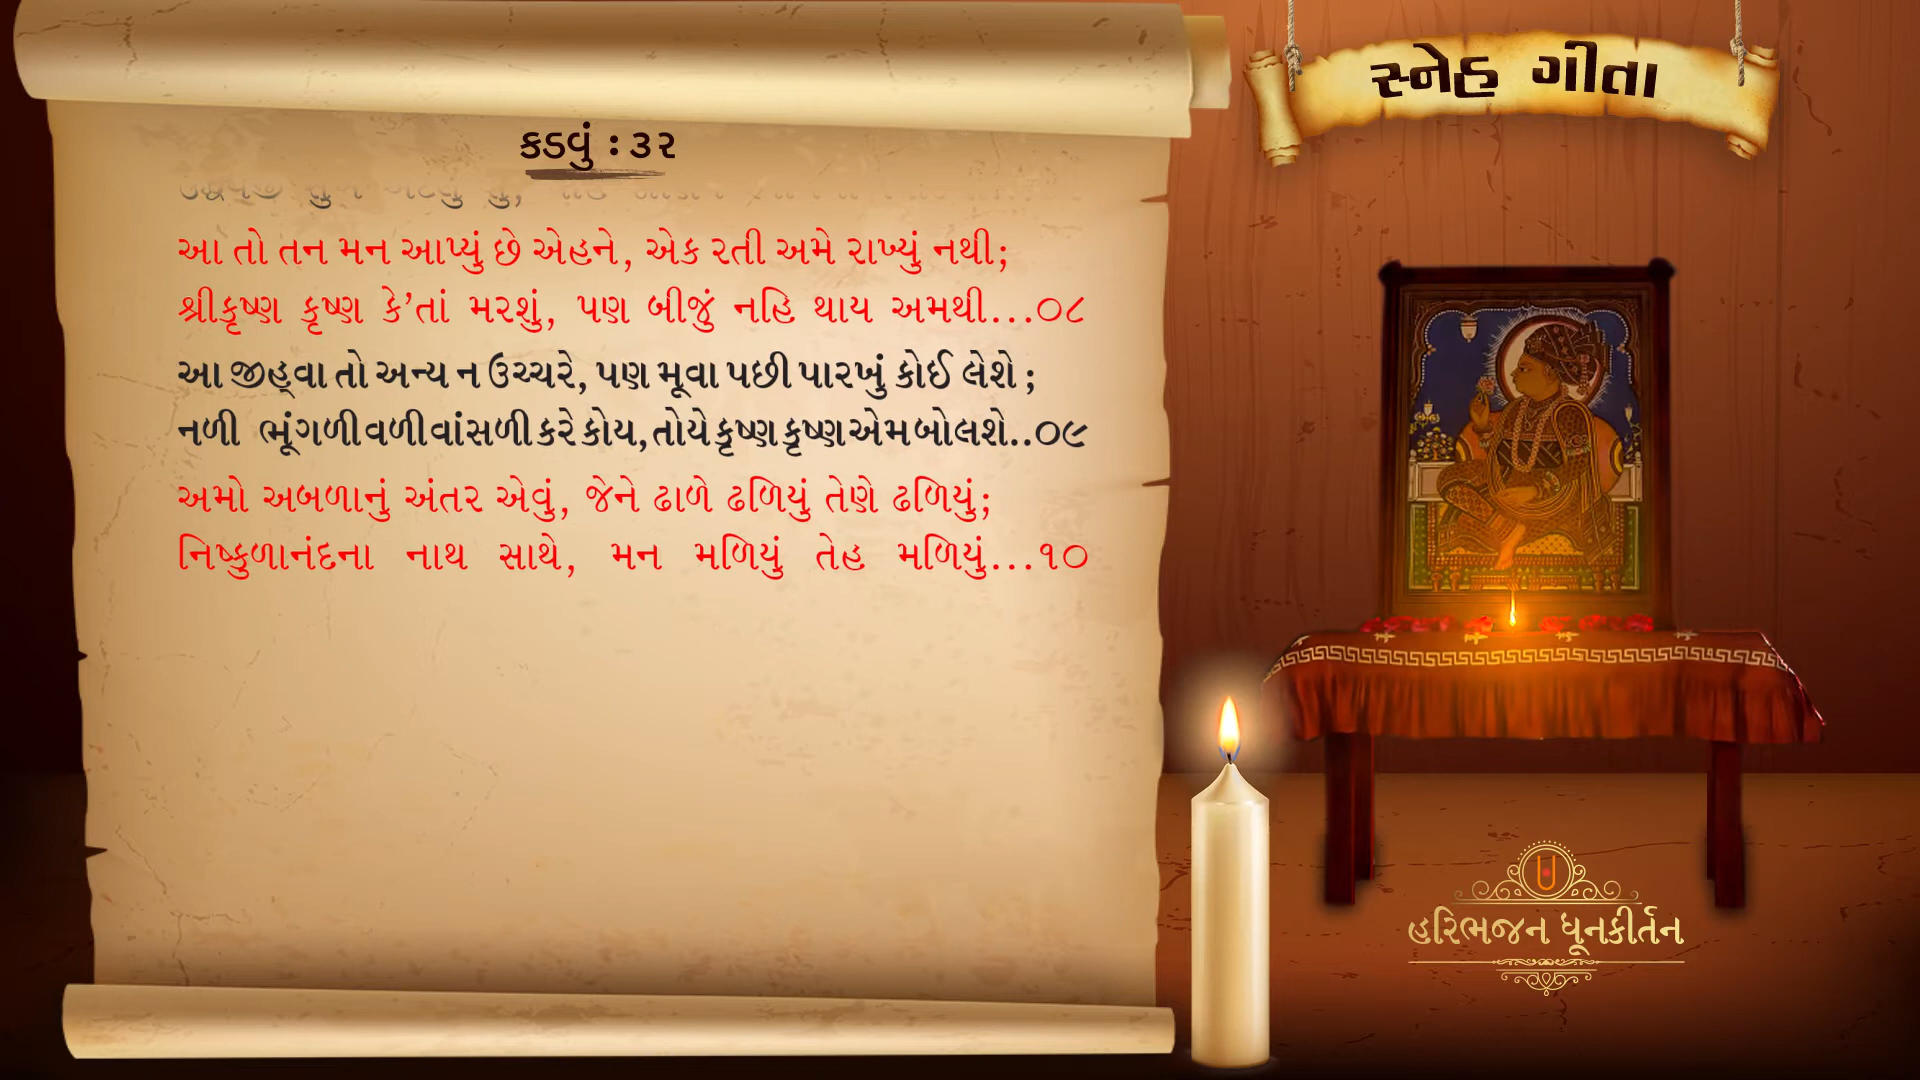 સ્નેહ ગીતા
કડવું : ૩૨
આ તો તન મન આપ્યું છે એહને, એક રતી અમે રાખ્યું નથી;
શ્રીકૃષ્ણ કૃષ્ણ કે’તાં મરશું, પણ બીજું નહિ થાય અમથી...૦૮
આ જીહ્વા તો અન્ય ન ઉચ્ચરે, પણ મૂવા પછી પારખું કોઈ લેશે ;
નળી ભૂંગળી વળી વાંસળી કરે કોય, તોયે કૃષ્ણ કૃષ્ણ એમ બોલશે..૦૯
અમો અબળાનું અંતર એવું, જેને ઢાળે ઢળિયું તેણે ઢળિયું;
નિષ્કુળાનંદના નાથ સાથે, મન મળિયું તેહ મળિયું...૧૦
હરિભજન ધૂનકીર્તન